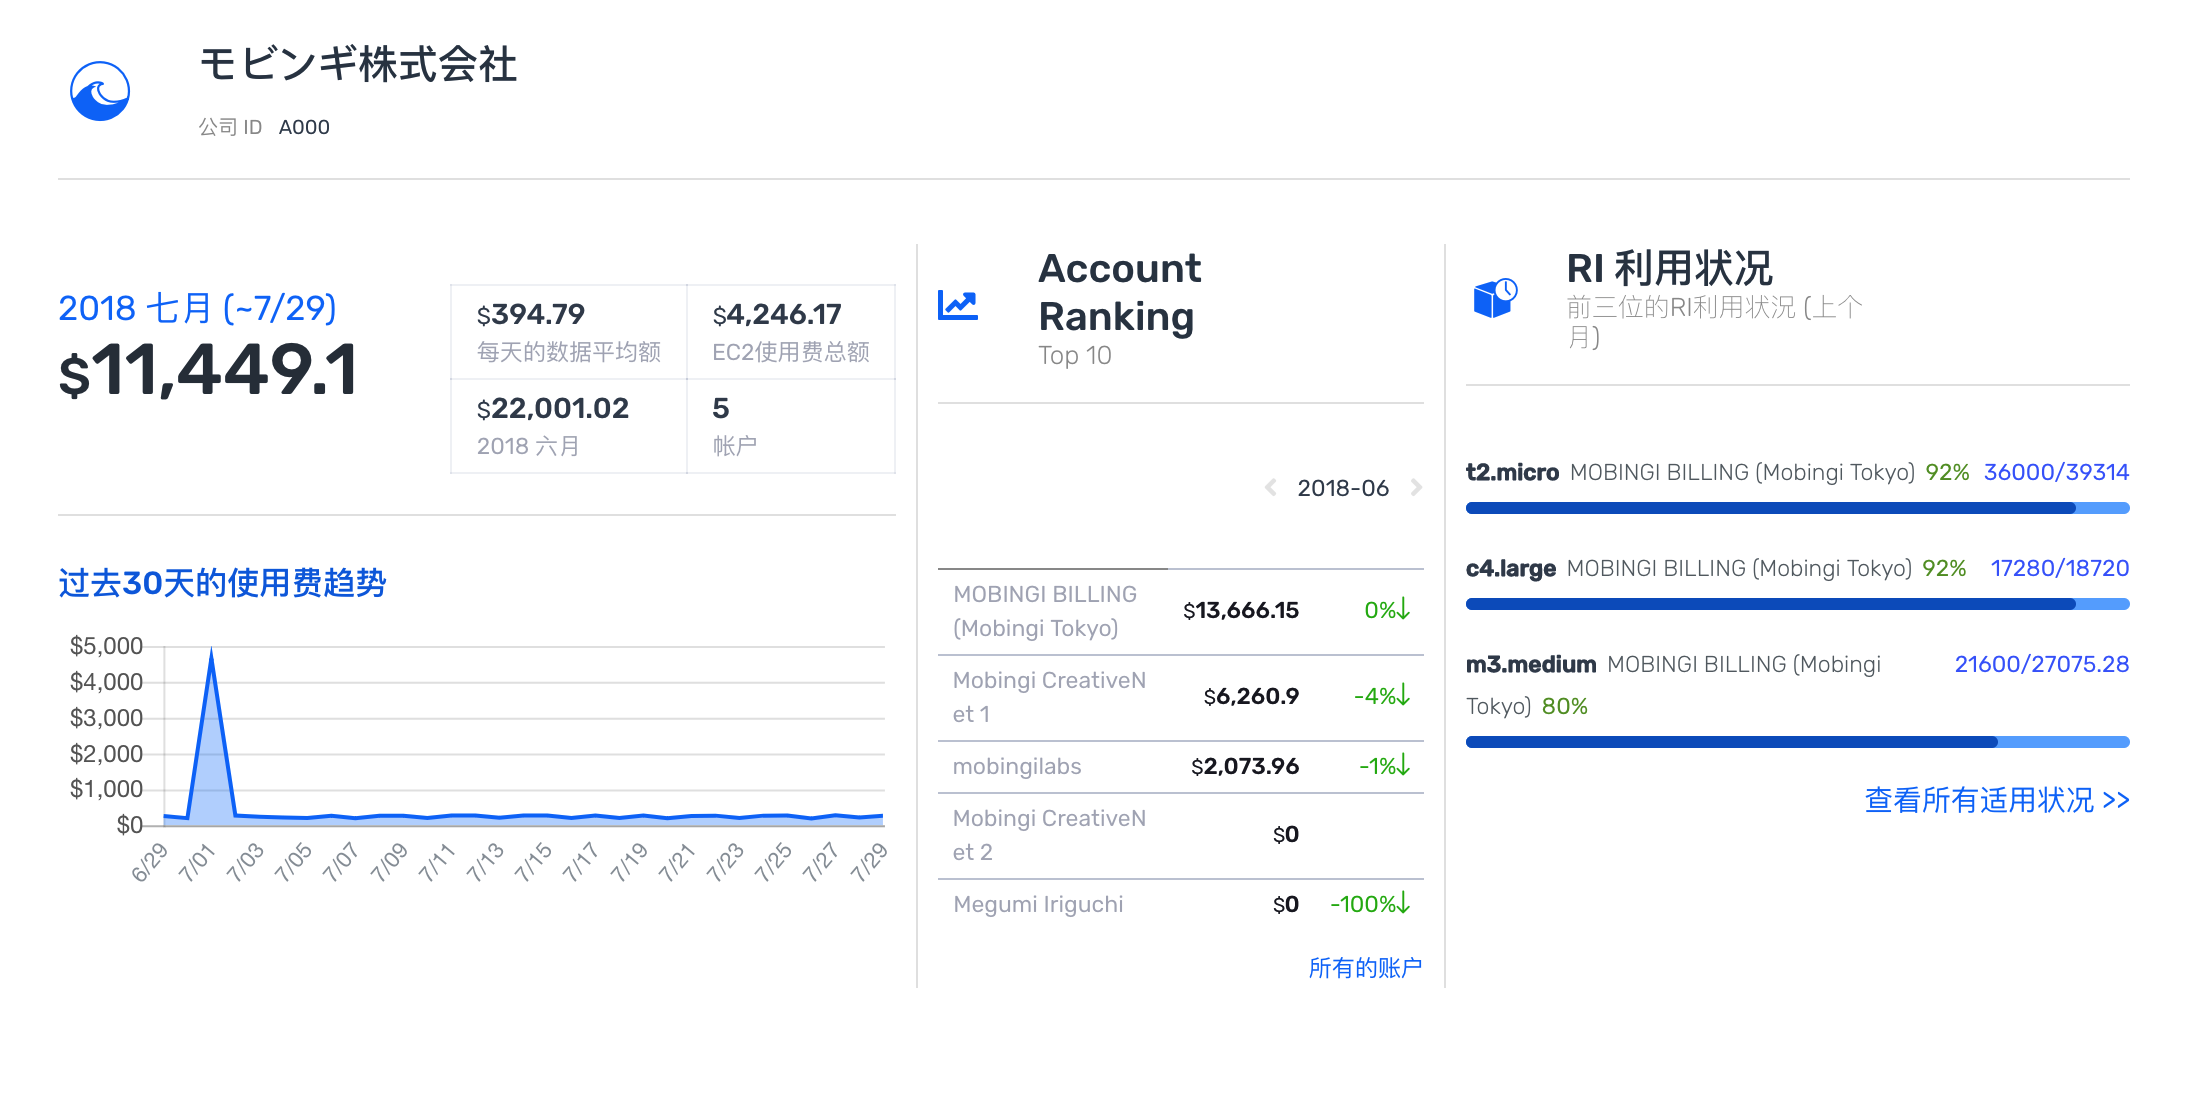 モビンギ株式会社
公司 ID A000
2018 七月 (~7/29)
$11,449.1
$394.79
每天的数据平均额
$4,246.17
EC2使用费总额
$22,001.02
2018 六月
5
帐户
过去30天的使用费趋势
$5,000
$4,000
$3,000
$2,000
$1,000
$0
6/29
7/01
7/03
7/05
7/07
7/09
7/11
7/13
7/15
7/17
7/19
7/21
7/23
7/25
7/27
7/29
Account
Ranking
Top 10
2018-06
MOBINGI BILLING
(Mobingi Tokyo)
$13,666.15
0%↓
Mobingi CreativeN
et 1
$6,260.9
-4%↓
mobingilabs
$2,073.96
-1%↓
Mobingi CreativeN
et 2
$0
Megumi Iriguchi
$0
-100%↓
所有的账户
RI 利用状况
前三位的RI利用状況 (上个
月)
t2.micro MOBINGI BILLING (Mobingi Tokyo) 92% 36000/39314
c4.large MOBINGI BILLING (Mobingi Tokyo) 92% 17280/18720
m3.medium MOBINGI BILLING (Mobingi 21600/27075.28
Tokyo) 80%
查看所有适用状况 >>